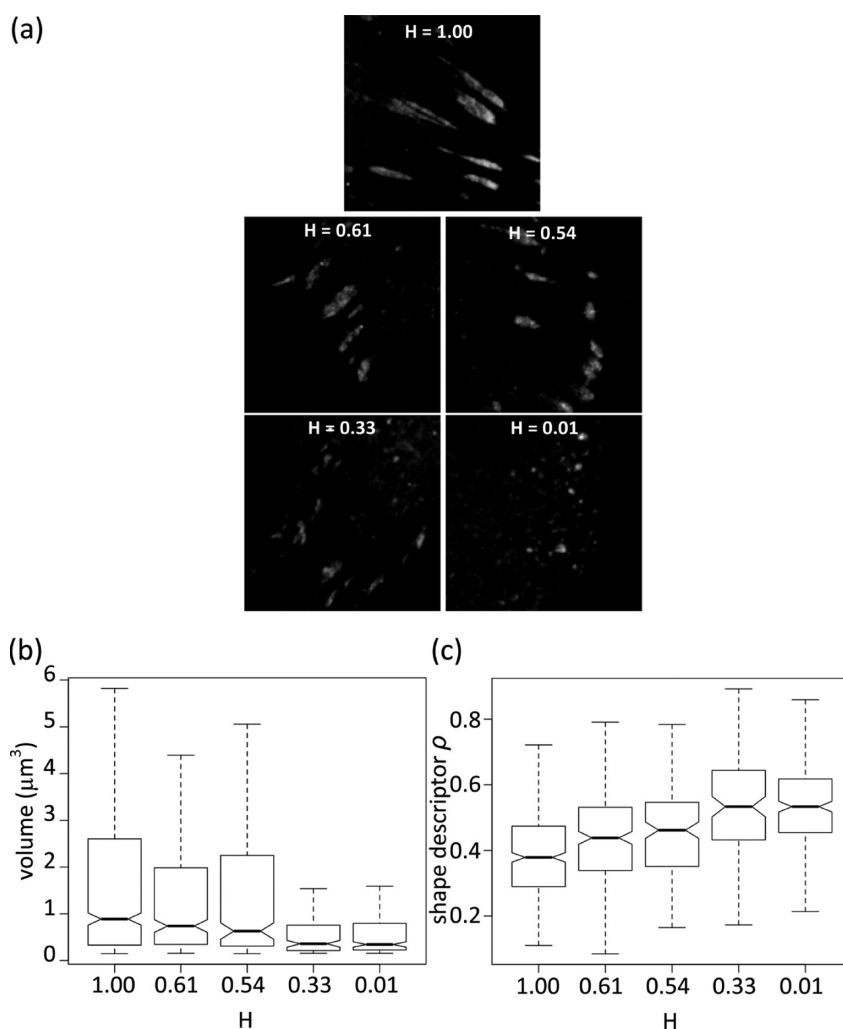 (a)
H = 1.00
H = 0.61
H = 0.54
H = 0.33
H = 0.01
(b)
volume (μm³)
6
5
4
3
2
1
0
1.00 0.61 0.54 0.33 0.01
H
(c)
shape descriptor ρ
0.8
0.6
0.4
0.2
1.00 0.61 0.54 0.33 0.01
H